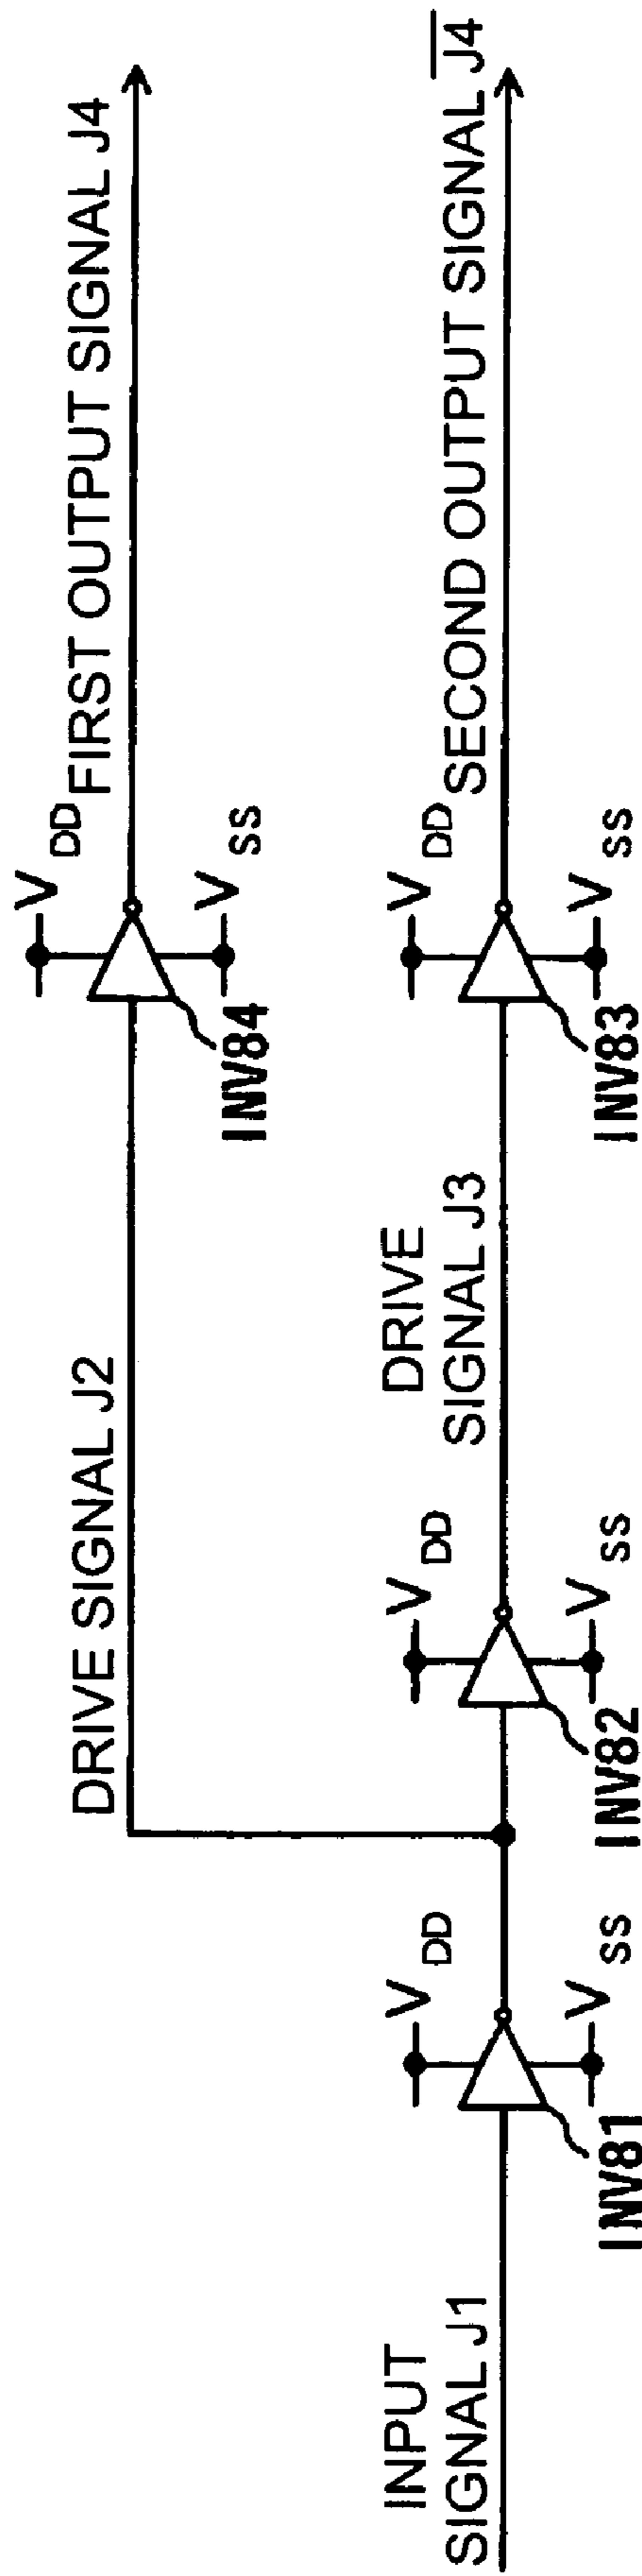 DRIVE SIGNAL J2
V DD
V SS
INV84
FIRST OUTPUT SIGNAL J4
INPUT
SIGNAL J1
V DD
V SS
INV81
V DD
V SS
INV82
DRIVE
SIGNAL J3
V DD
V SS
INV83
SECOND OUTPUT SIGNAL J̅4̅